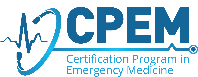 CPEM
Certification Program in
Emergency Medicine